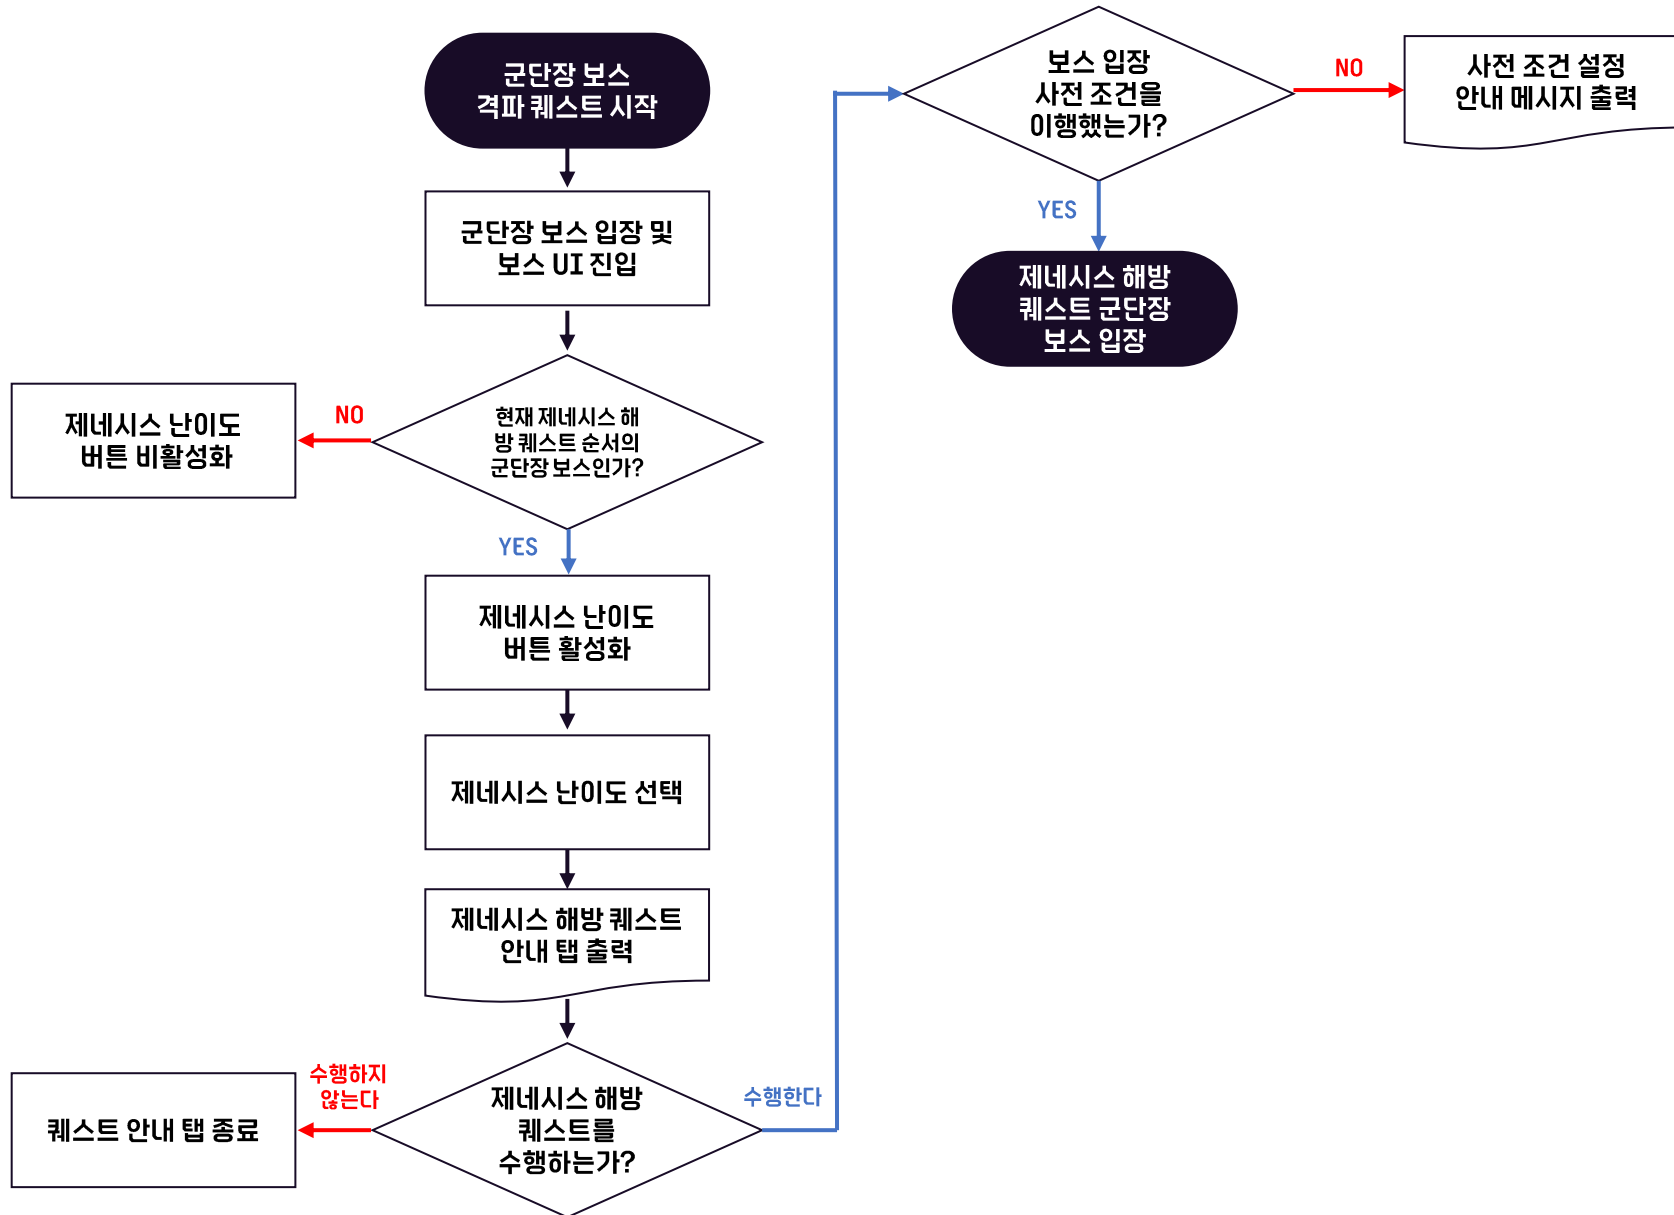 군단장 보스
격파 퀘스트 시작
군단장 보스 입장 및
보스 UI 진입
현재 제네시스 해
방 퀘스트 순서의
군단장 보스인가?
NO
제네시스 난이도
버튼 비활성화
YES
제네시스 난이도
버튼 활성화
제네시스 난이도 선택
제네시스 해방 퀘스트
안내 탭 출력
제네시스 해방
퀘스트를
수행하는가?
수행하지
않는다
퀘스트 안내 탭 종료
수행한다
보스 입장
사전 조건을
이행했는가?
NO
사전 조건 설정
안내 메시지 출력
YES
제네시스 해방
퀘스트 군단장
보스 입장